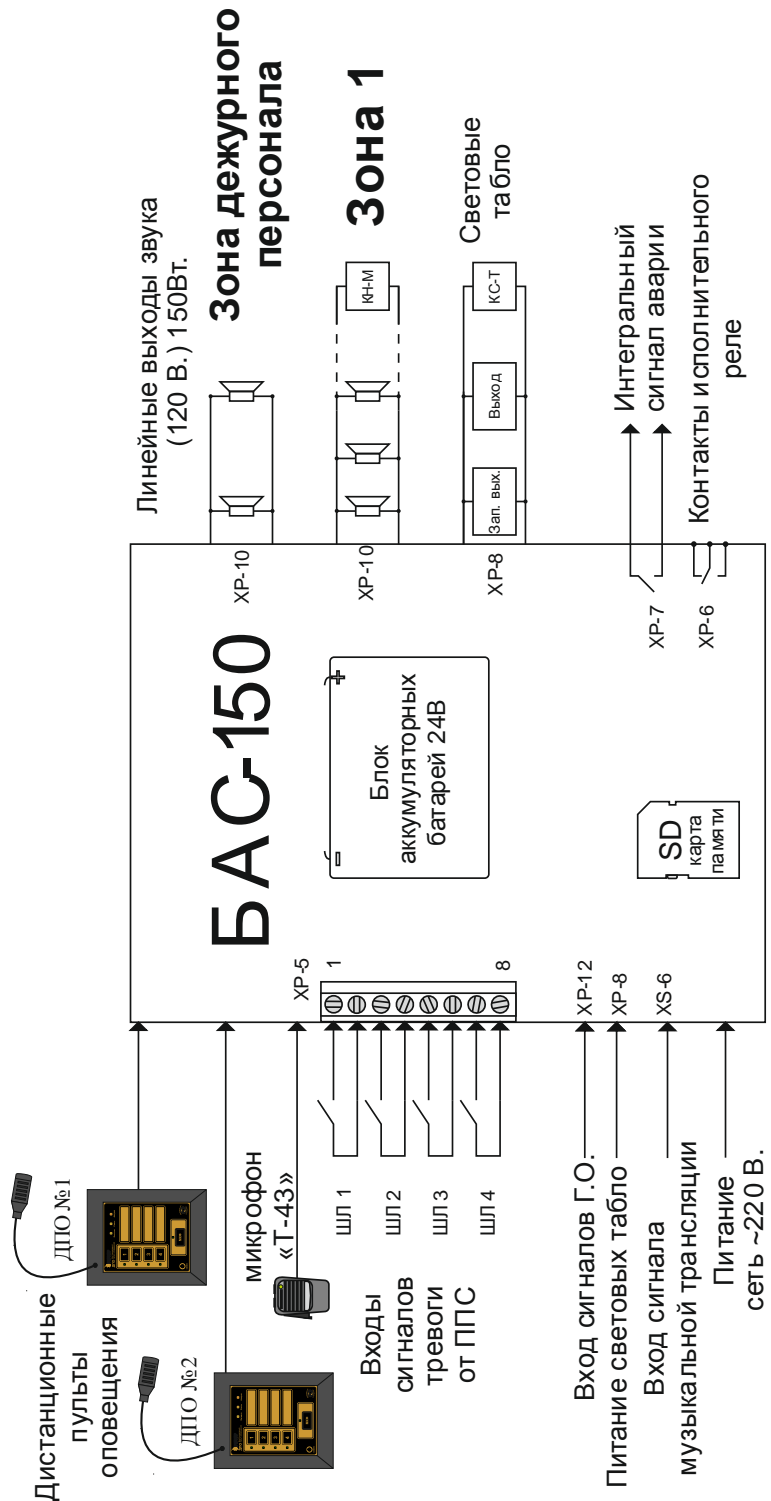 Дистанционные
пульты
оповещения
ДПО №1
ДПО №2
микрофон
«Т-43»
Входы
сигналов
тревоги
от ППС
ШЛ 1
ШЛ 2
ШЛ 3
ШЛ 4
Вход сигналов Г.О.
Питание световых табло
Вход сигнала
музыкальной трансляции
Питание
сеть ~220 В.
БАС-150
XP-5
1
8
XP-12
XP-8
XS-6
Блок
аккумуляторных
батарей 24В
SD
карта
памяти
XP-10
XP-10
XP-8
XP-7
XP-6
Линейные выходы звука
(120 В.) 150Вт.
Зона дежурного
персонала
КН-М
Зона 1
Зап. вых.
Выход
КС-Т
Световые
табло
Интегральный
сигнал аварии
Контакты исполнительного
реле